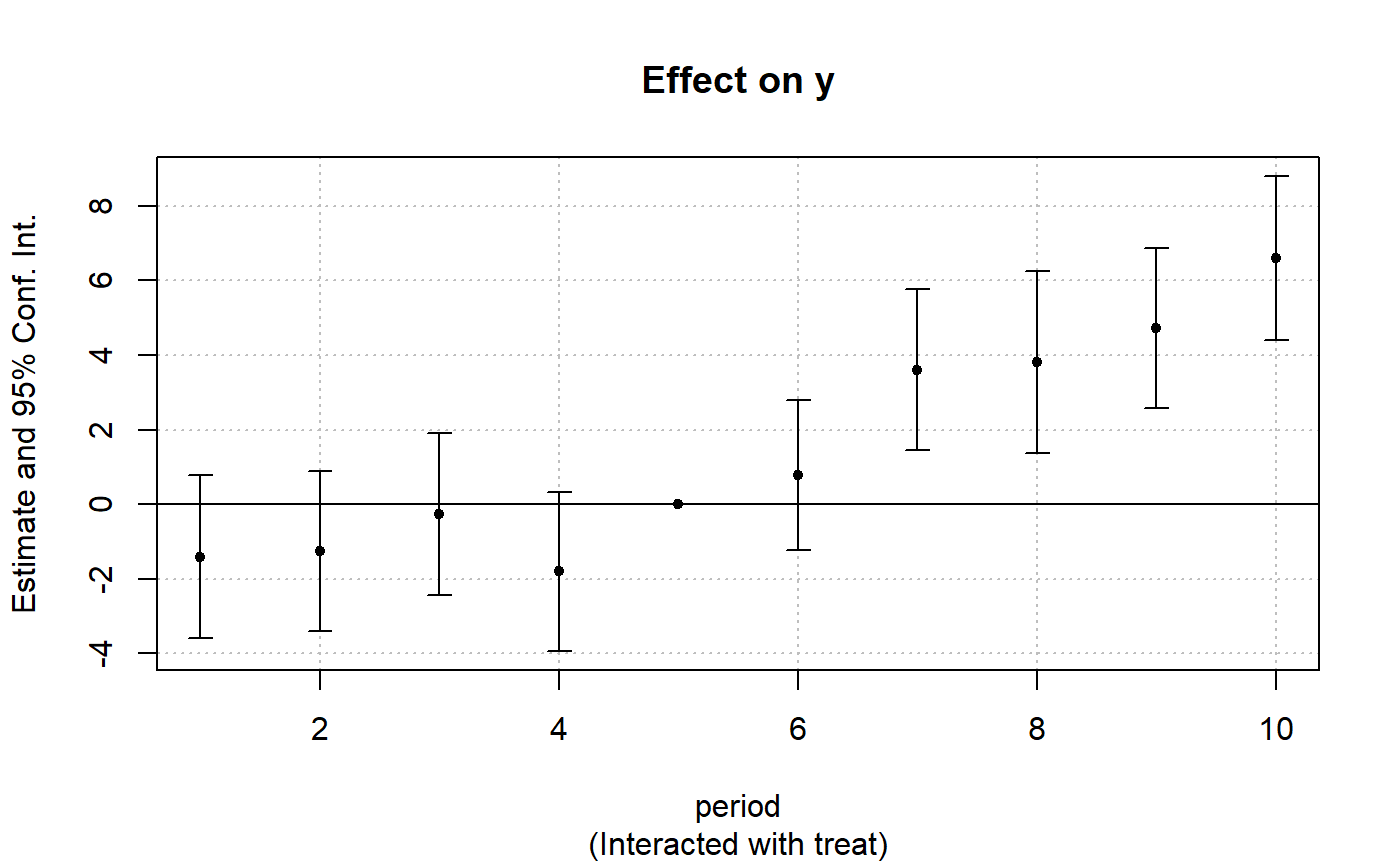 Effect on y
Estimate and 95% Conf. Int.
8
6
4
2
0
-2
-4
2 4 6 8 10
period
(Interacted with treat)